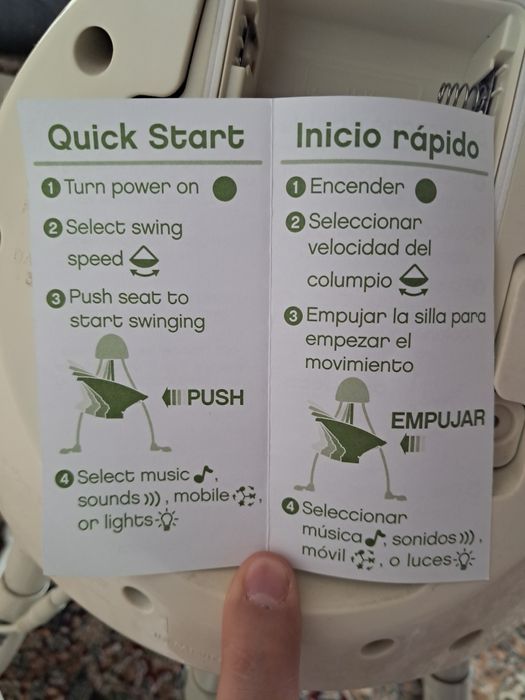 Quick Start
1 Turn power on
2 Select swing
speed
3 Push seat to
start swinging
PUSH
4 Select music ,
sounds , mobile ,
or lights
Inicio rápido
1 Encender
2 Seleccionar
velocidad del
columpio
3 Empujar la silla para
empezar el
movimiento
EMPUJAR
4 Seleccionar
música , sonidos ,
móvil , o luces